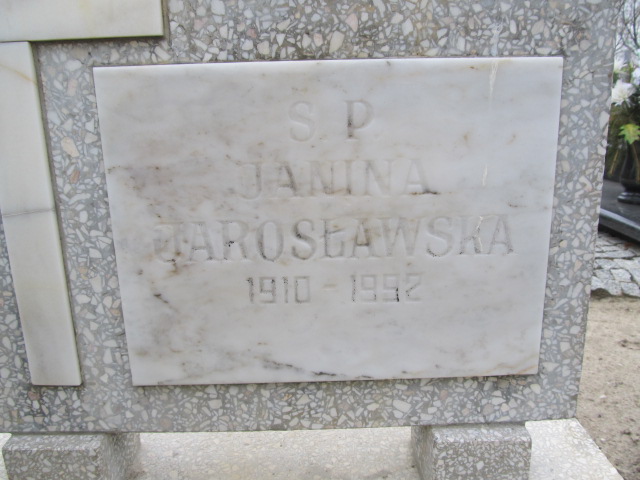 S P
JANINA
JAROSŁAWSKA
1910 - 1992